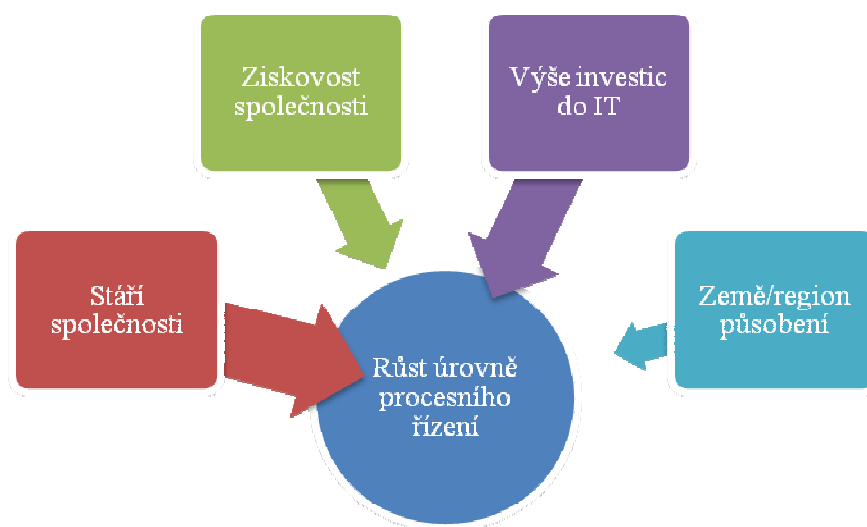 Ziskovost
společnosti
Výše investic
do IT
Stáří
společnosti
Země/region
působení
Růst úrovně
procesního
řízení